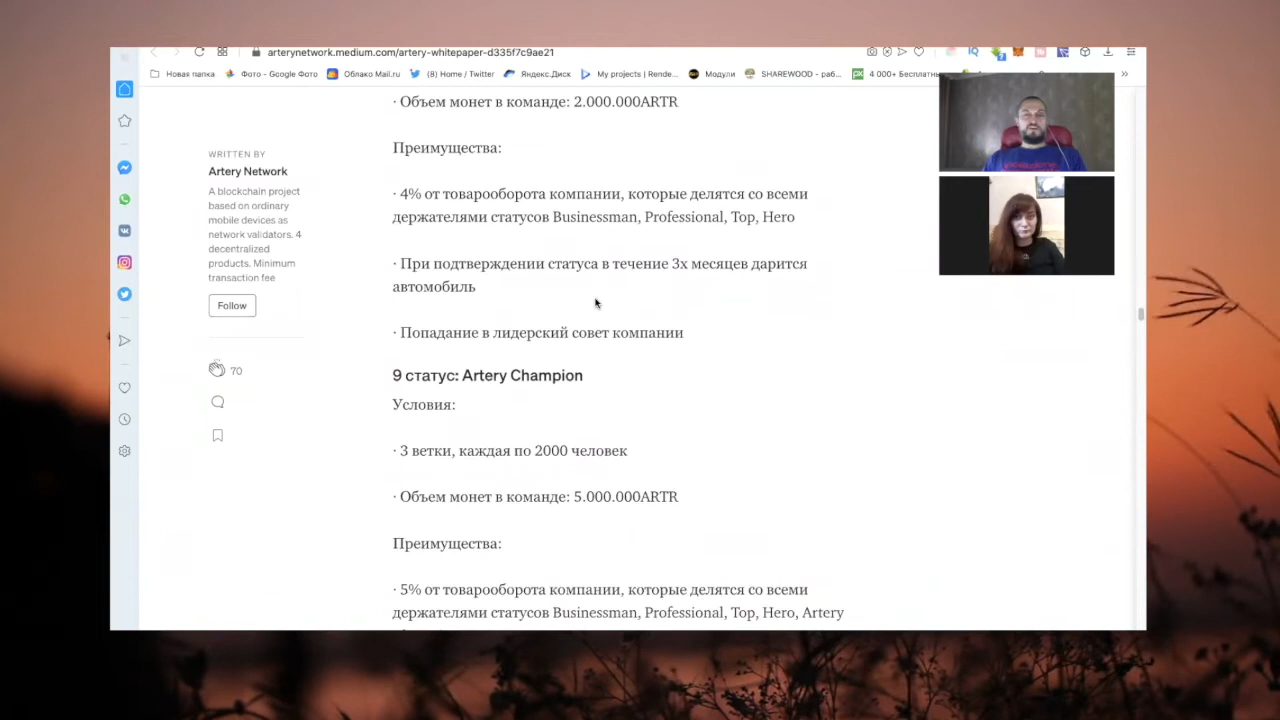 arterynetwork.medium.com/artery-whitepaper-d335f7c9ae21
Новая папка
Фото - Google Фото
Облако Mail.ru
(8) Home / Twitter
Яндекс.Диск
My projects | Rende...
Модули
SHAREWOOD - раб...
4 000+ Бесплатны
· Объем монет в команде: 2.000.000ARTR
WRITTEN BY
Artery Network
A blockchain project
based on ordinary
mobile devices as
network validators. 4
decentralized
products. Minimum
transaction fee
Follow
70
Преимущества:
· 4% от товарооборота компании, которые делятся со всеми
держателями статусов Businessman, Professional, Top, Hero
· При подтверждении статуса в течение 3х месяцев дарится
автомобиль
· Попадание в лидерский совет компании
9 статус: Artery Champion
Условия:
· 3 ветки, каждая по 2000 человек
· Объем монет в команде: 5.000.000ARTR
Преимущества:
· 5% от товарооборота компании, которые делятся со всеми
держателями статусов Businessman, Professional, Top, Hero, Artery